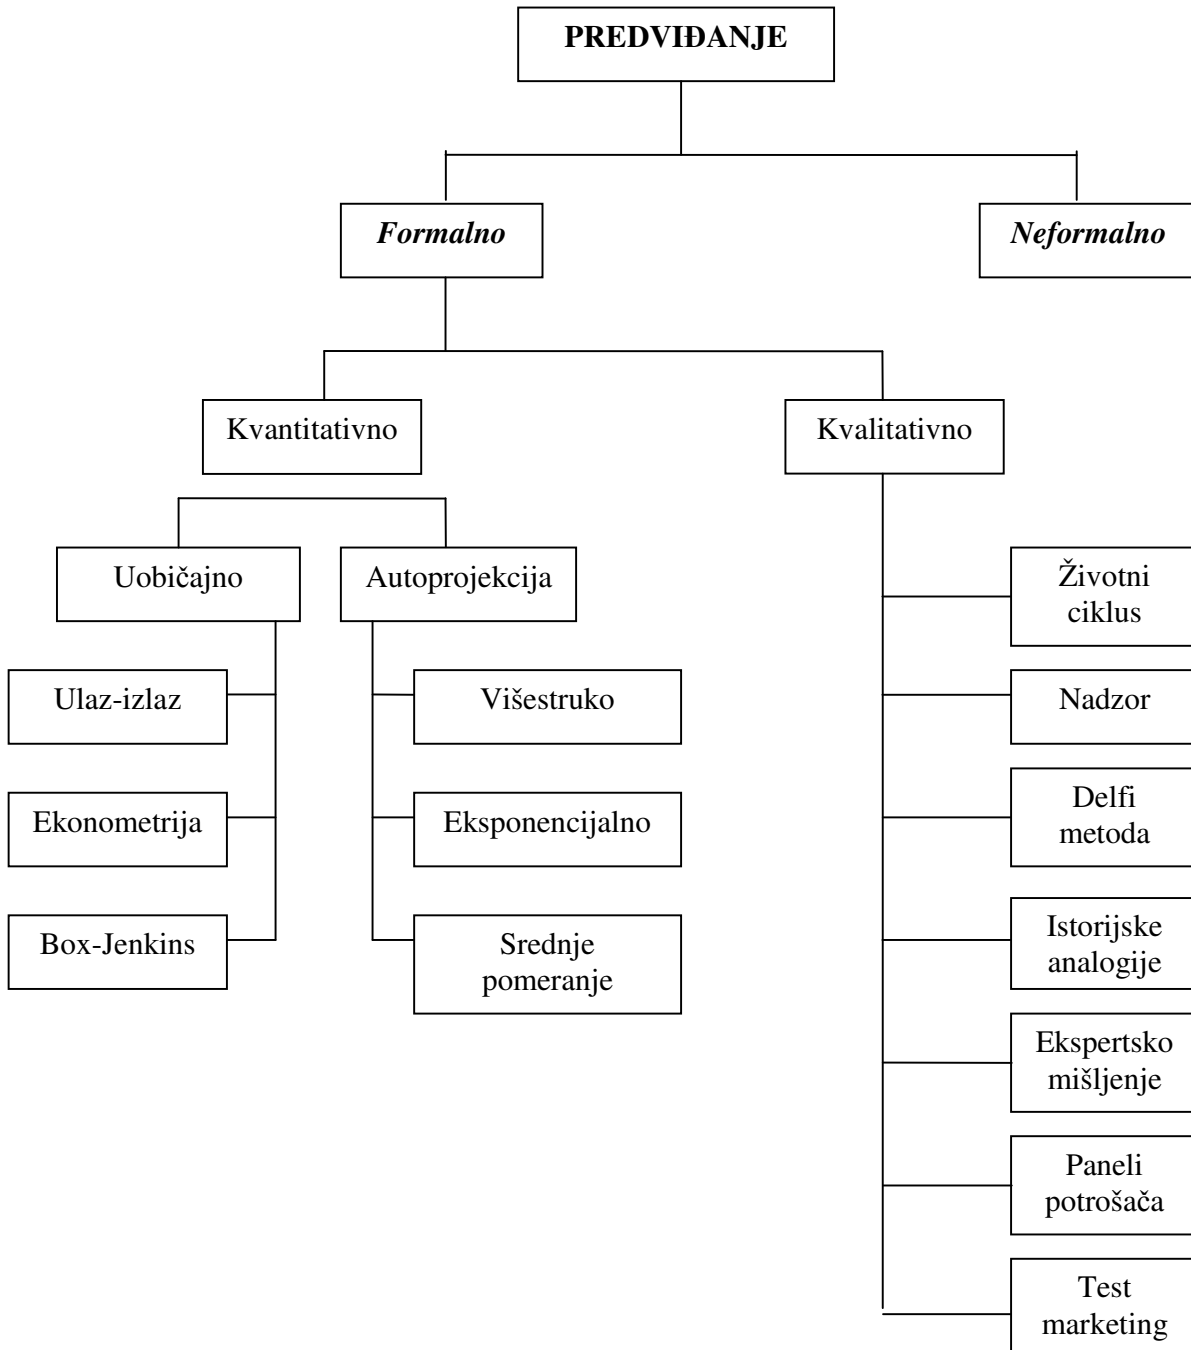 PREDVIĐANJE
Formalno
Neformalno
Kvantitativno
Kvalitativno
Uobičajno
Autoprojekcija
Životni
ciklus
Ulaz-izlaz
Višestruko
Nadzor
Delfi
metoda
Ekonometrija
Eksponencijalno
Istorijske
analogije
Box-Jenkins
Srednje
pomeranje
Ekspertsko
mišljenje
Paneli
potrošača
Test
marketing